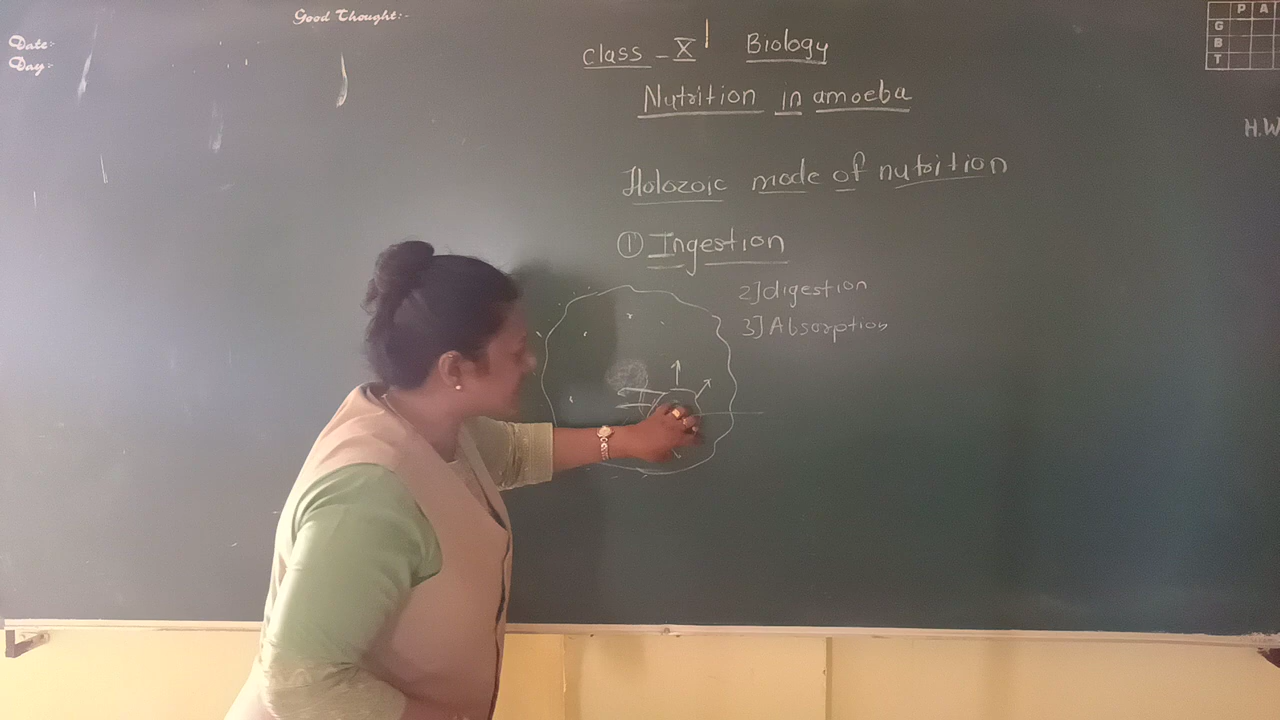 Good Thought:-
Date:-
Day:-
P A
G
B
T
H.W
Class - X Biology
Nutrition in amoeba
Holozoic mode of nutrition
① Ingestion
2] digestion
3] Absorption